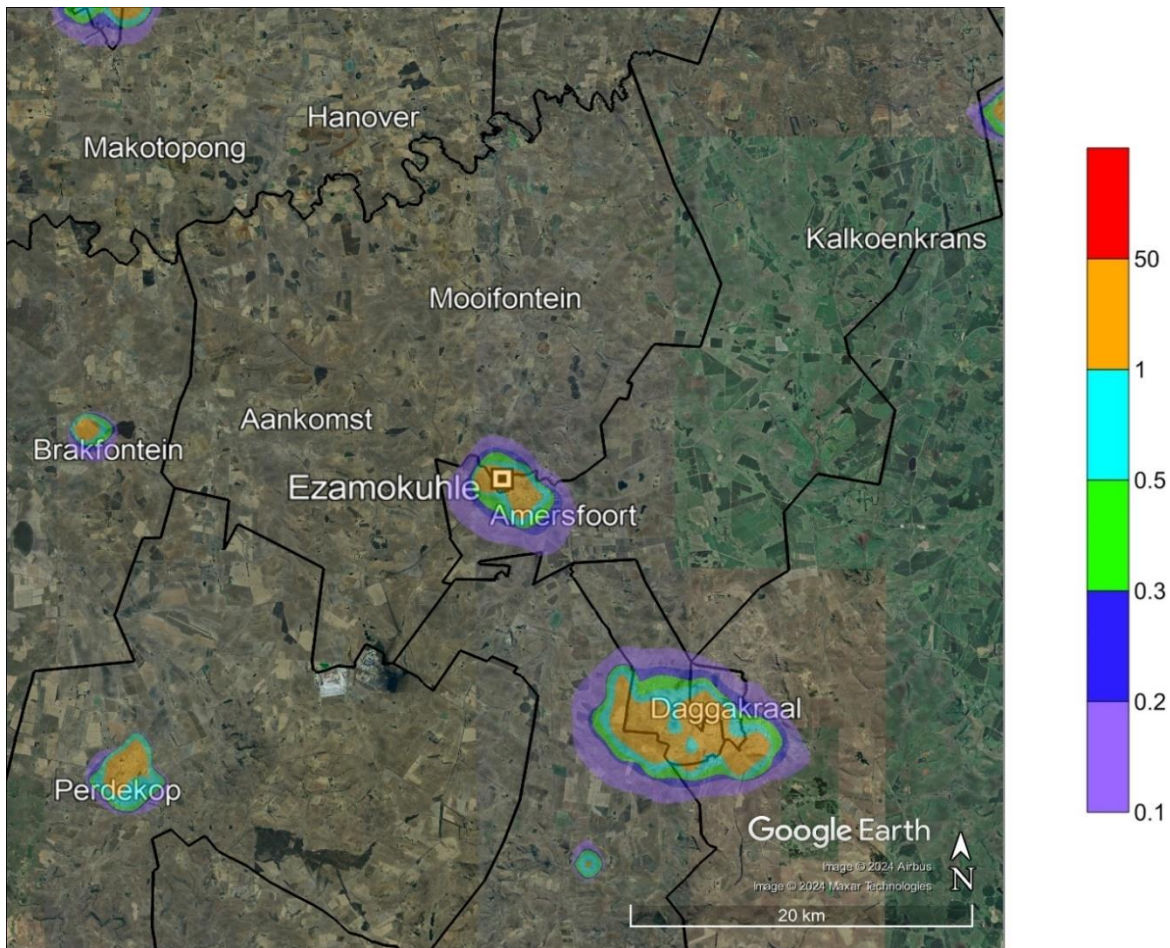 Hanover
Makotopong
Kalkoenkrans
Mooifontein
Aankomst
Brakfontein
Ezamokuhle
Amersfoort
Daggakraal
Perdekop
Google Earth
Image © 2024 Airbus
Image © 2024 Maxar Technologies
N
20 km
50
1
0.5
0.3
0.2
0.1